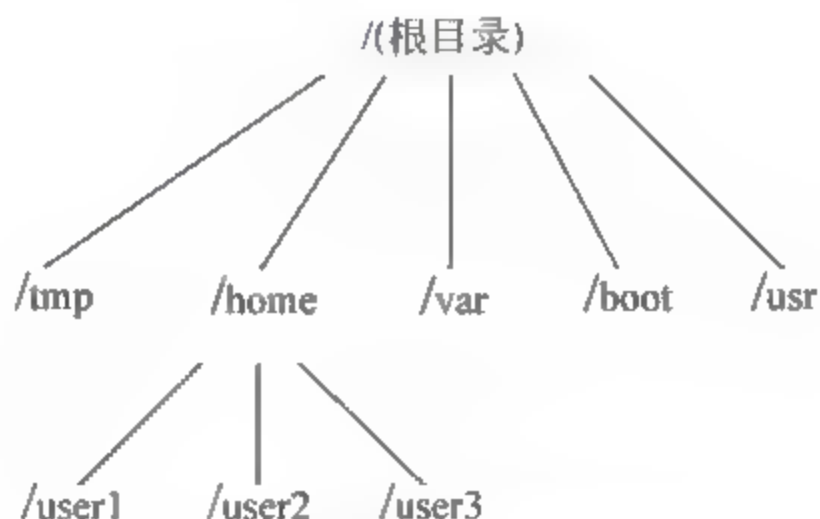 /(根目录)
/tmp /home /var /boot /usr
/user1 /user2 /user3